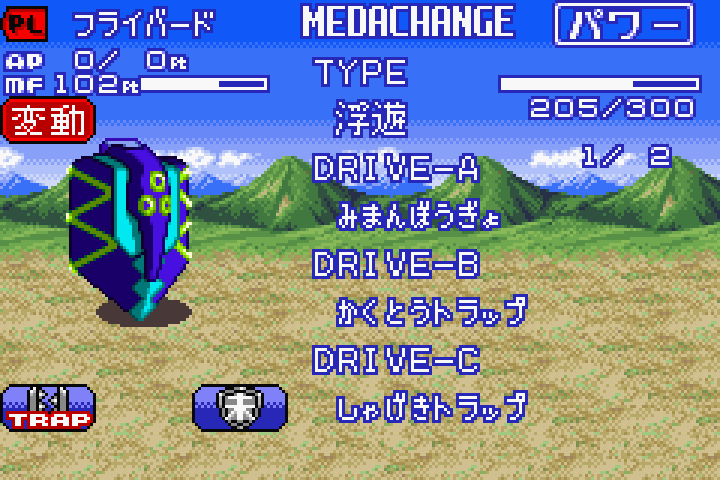 PL フライバード MEDACHANGE パワー
AP 0/ 0Pt TYPE
MF 102Pt 205/300
変動 浮遊
1/ 2
DRIVE-A
みまんぼうぎょ
DRIVE-B
かくとうトラップ
DRIVE-C
しゃげきトラップ
TRAP